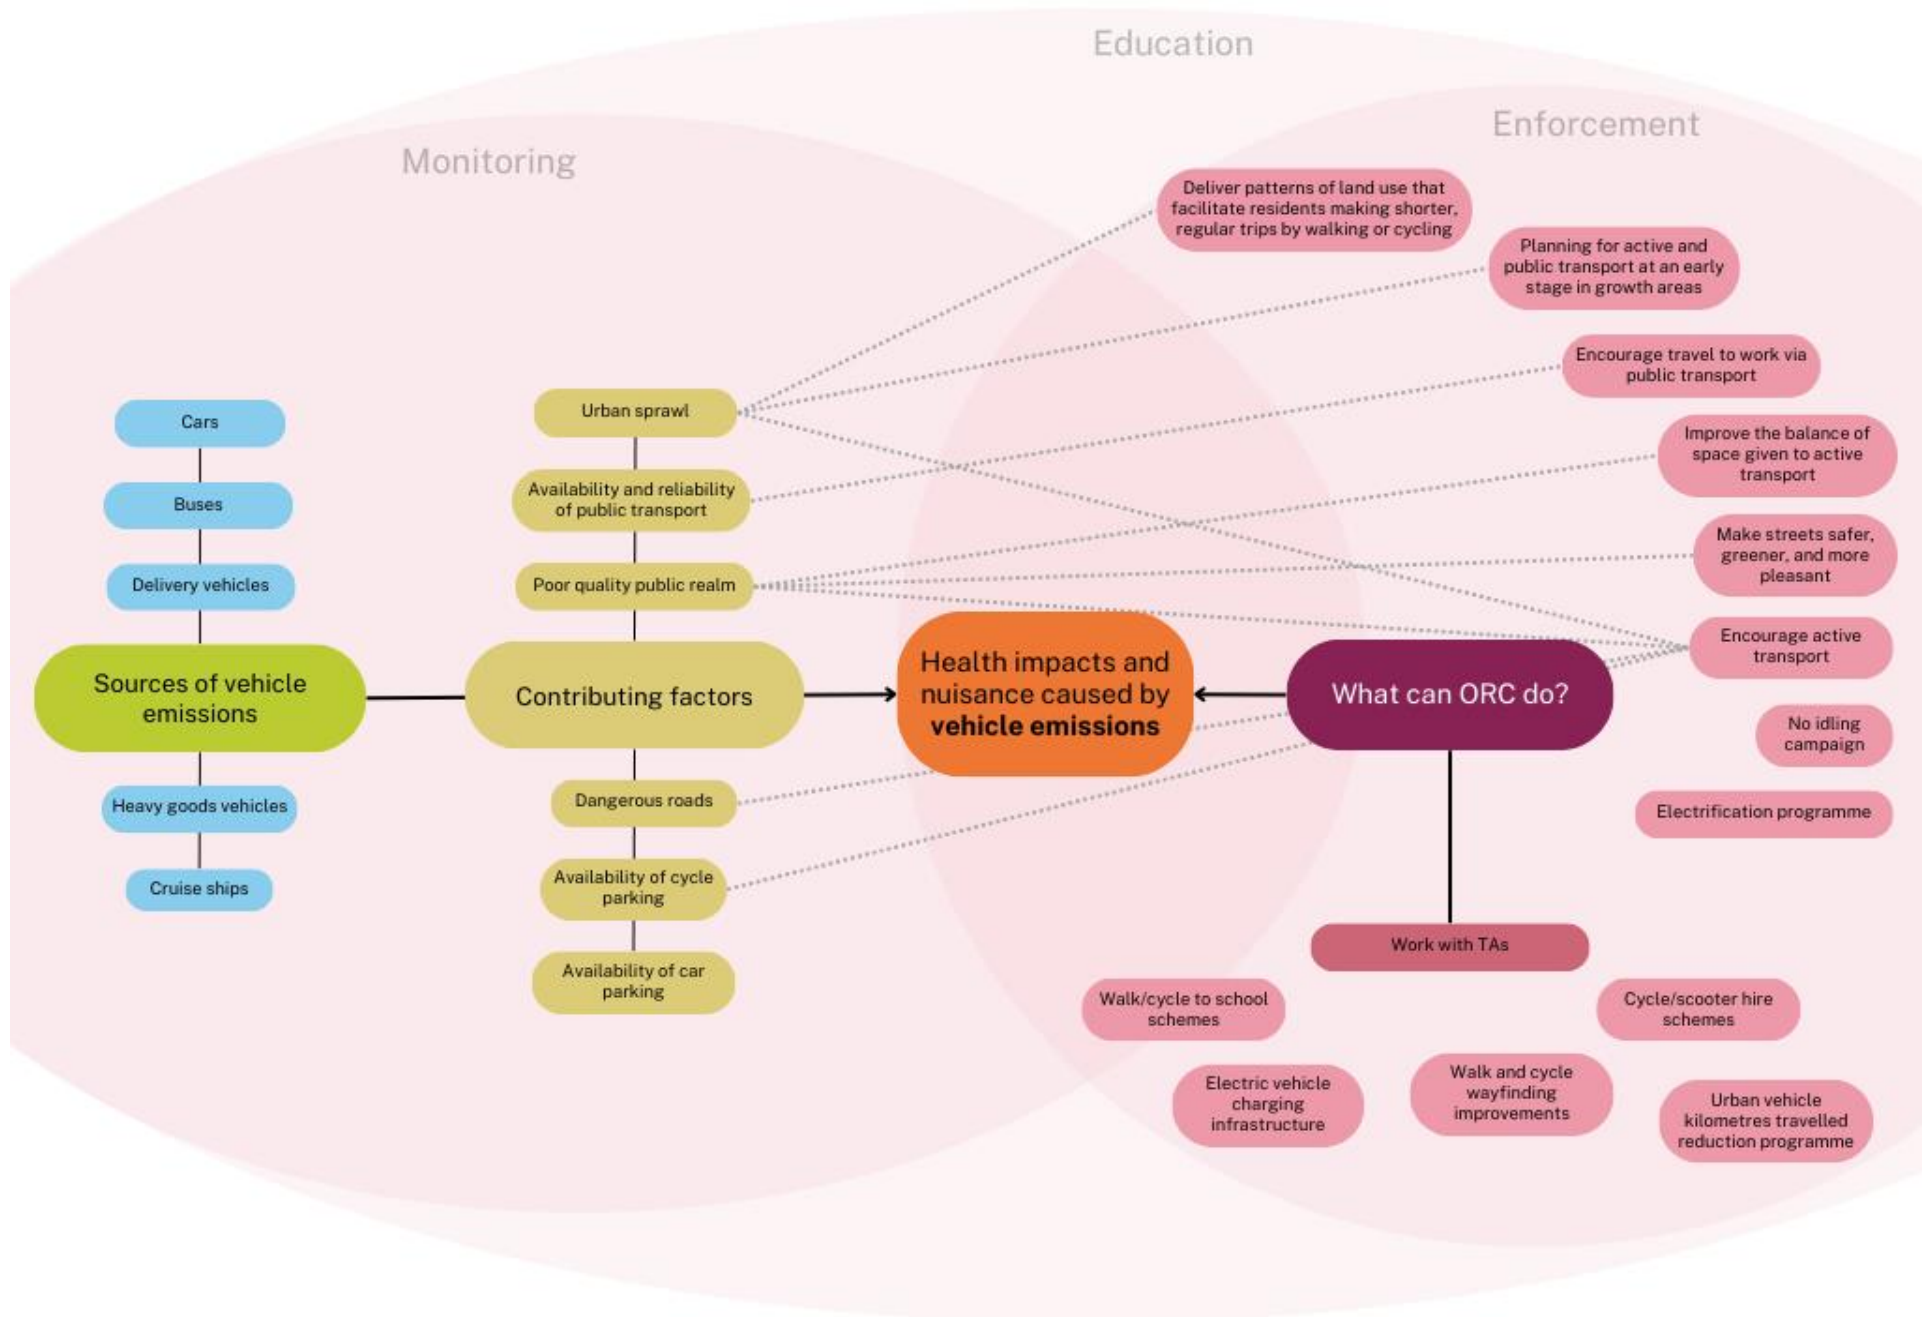 Education
Enforcement
Monitoring
Deliver patterns of land use that
facilitate residents making shorter,
regular trips by walking or cycling
Planning for active and
public transport at an early
stage in growth areas
Encourage travel to work via
public transport
Improve the balance of
space given to active
transport
Make streets safer,
greener, and more
pleasant
Encourage active
transport
No idling
campaign
Electrification programme
Cars
Buses
Delivery vehicles
Sources of vehicle
emissions
Heavy goods vehicles
Cruise ships
Urban sprawl
Availability and reliability
of public transport
Poor quality public realm
Contributing factors
Dangerous roads
Availability of cycle
parking
Availability of car
parking
Health impacts and
nuisance caused by
vehicle emissions
What can ORC do?
Work with TAs
Walk/cycle to school
schemes
Cycle/scooter hire
schemes
Electric vehicle
charging
infrastructure
Walk and cycle
wayfinding
improvements
Urban vehicle
kilometres travelled
reduction programme